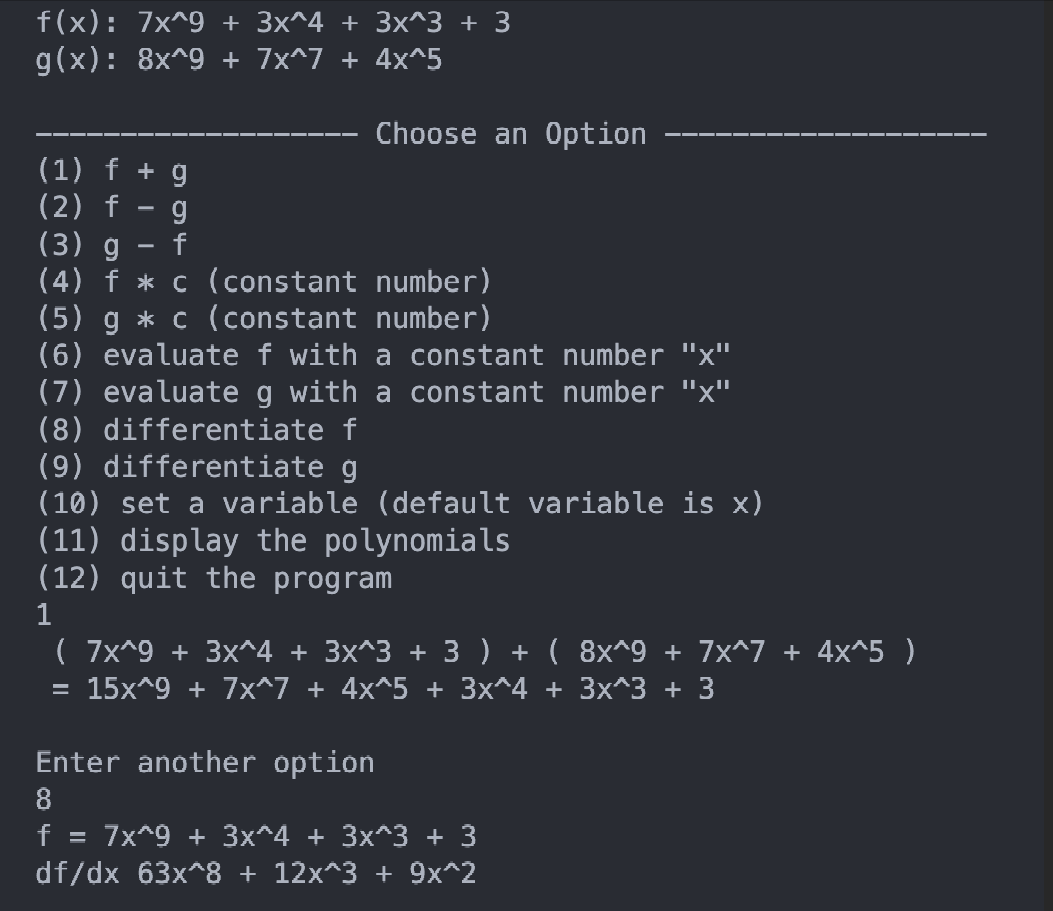 f(x): 7x^9 + 3x^4 + 3x^3 + 3
g(x): 8x^9 + 7x^7 + 4x^5
------------------- Choose an Option -------------------
(1) f + g
(2) f - g
(3) g - f
(4) f * c (constant number)
(5) g * c (constant number)
(6) evaluate f with a constant number "x"
(7) evaluate g with a constant number "x"
(8) differentiate f
(9) differentiate g
(10) set a variable (default variable is x)
(11) display the polynomials
(12) quit the program
1
( 7x^9 + 3x^4 + 3x^3 + 3 ) + ( 8x^9 + 7x^7 + 4x^5 )
= 15x^9 + 7x^7 + 4x^5 + 3x^4 + 3x^3 + 3
Enter another option
8
f = 7x^9 + 3x^4 + 3x^3 + 3
df/dx 63x^8 + 12x^3 + 9x^2